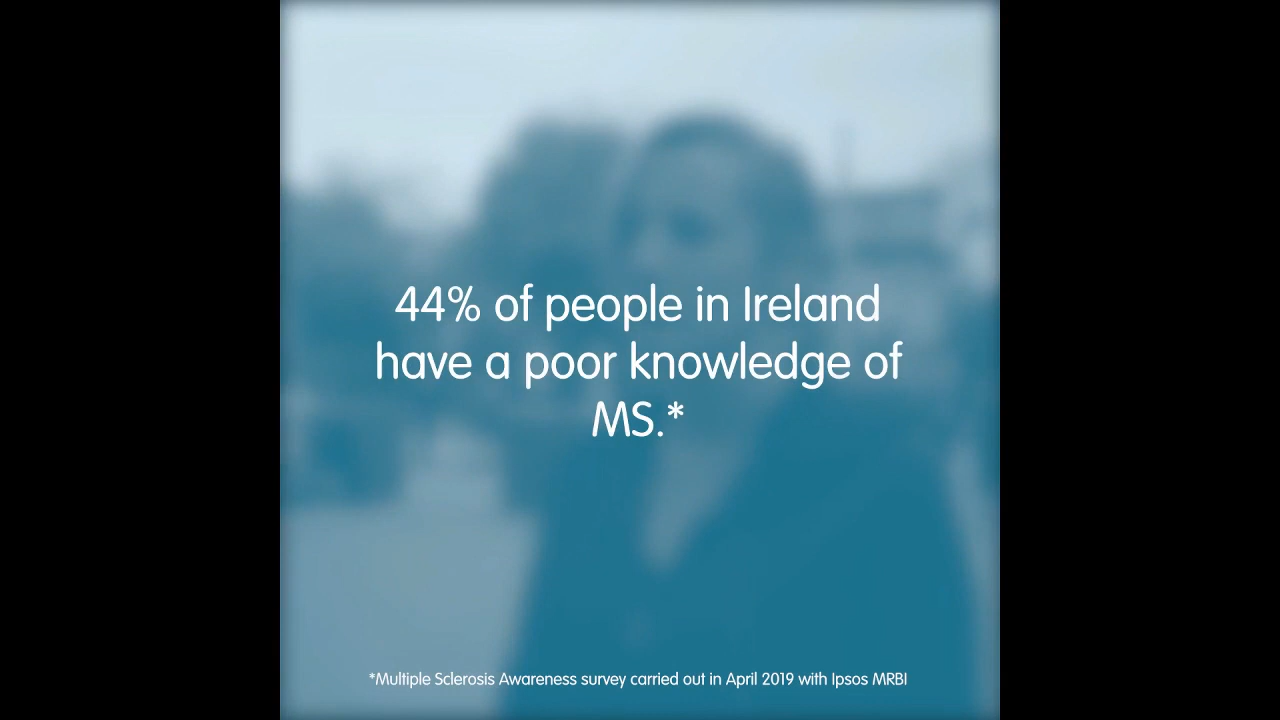 44% of people in Ireland
have a poor knowledge of
MS.*
*Multiple Sclerosis Awareness survey carried out in April 2019 with Ipsos MRBI